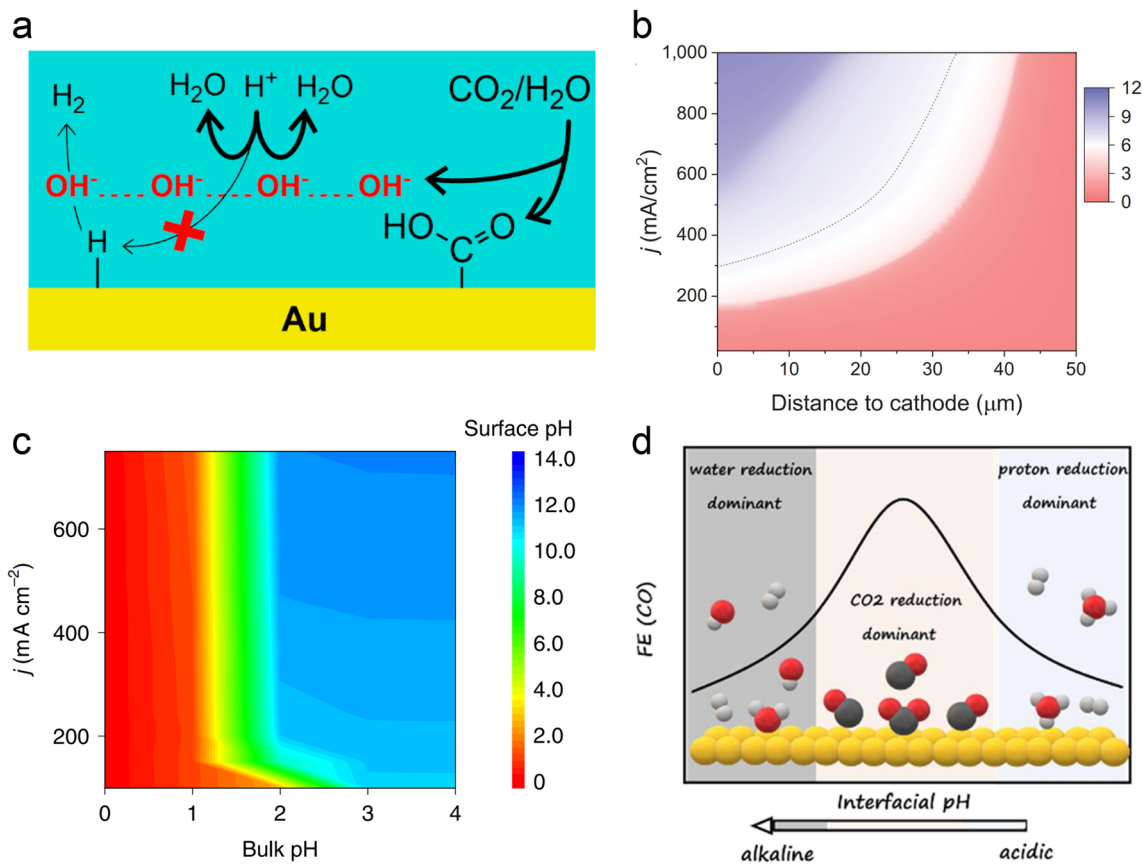 a
H₂
H₂O H⁺ H₂O
CO₂/H₂O
OH⁻ OH⁻ OH⁻ OH⁻
H
HO C O
Au
b
1,000
800
600
400
200
j (mA/cm²)
0 10 20 30 40 50
Distance to cathode (μm)
12
9
6
3
0
c
Surface pH
14.0
12.0
10.0
8.0
6.0
4.0
2.0
0
600
400
200
j (mA cm⁻²)
0 1 2 3 4
Bulk pH
d
water reduction
dominant
proton reduction
dominant
CO2 reduction
dominant
FE (CO)
Interfacial pH
alkaline acidic